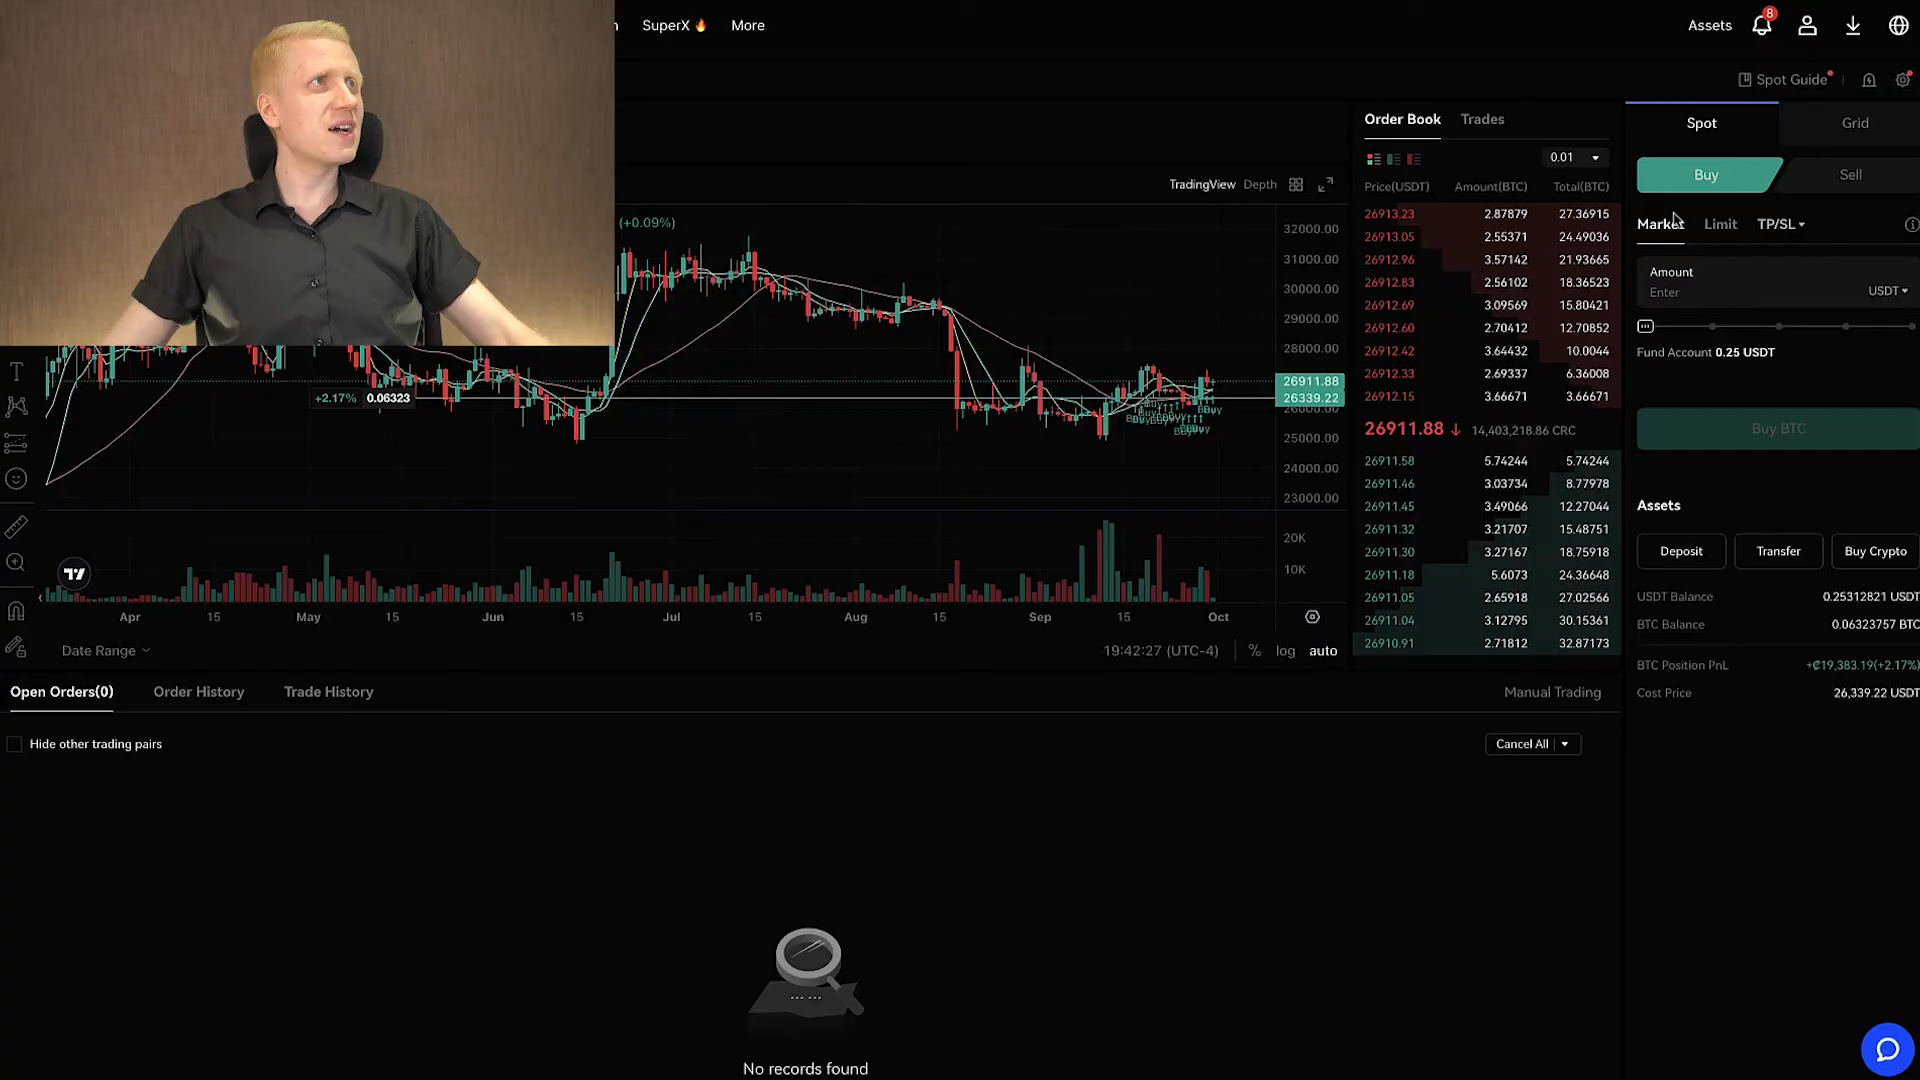 SuperX More
Assets
8
Spot Guide
TradingView Depth
(+0.09%)
32000.00
31000.00
30000.00
29000.00
28000.00
26911.88
26339.22
26000.00
25000.00
24000.00
23000.00
20K
10K
+2.17% 0.06323
Buy
Buy
Buy
Apr 15 May 15 Jun 15 Jul 15 Aug 15 Sep 15 Oct
Date Range
19:42:27 (UTC-4) % log auto
Order Book Trades
0.01
Price(USDT) Amount(BTC) Total(BTC)
26913.23 2.87879 27.36915
26913.05 2.55371 24.49036
26912.96 3.57142 21.93665
26912.83 2.56102 18.36523
26912.69 3.09569 15.80421
26912.60 2.70412 12.70852
26912.42 3.64432 10.0044
26912.33 2.69337 6.36008
26912.15 3.66671 3.66671
26911.88 ↓ 14,403,218.86 CRC
26911.58 5.74244 5.74244
26911.46 3.03734 8.77978
26911.45 3.49066 12.27044
26911.32 3.21707 15.48751
26911.30 3.27167 18.75918
26911.18 5.6073 24.36648
26911.05 2.65918 27.02566
26911.04 3.12795 30.15361
26910.91 2.71812 32.87173
Spot Grid
Buy Sell
Market Limit TP/SL
Amount
Enter USDT
Fund Account 0.25 USDT
Buy BTC
Assets
Deposit Transfer Buy Crypto
USDT Balance 0.25312821 USDT
BTC Balance 0.06323757 BTC
BTC Position PnL +₡19,383.19(+2.17%)
Cost Price 26,339.22 USDT
Open Orders(0) Order History Trade History Manual Trading
Hide other trading pairs Cancel All
No records found